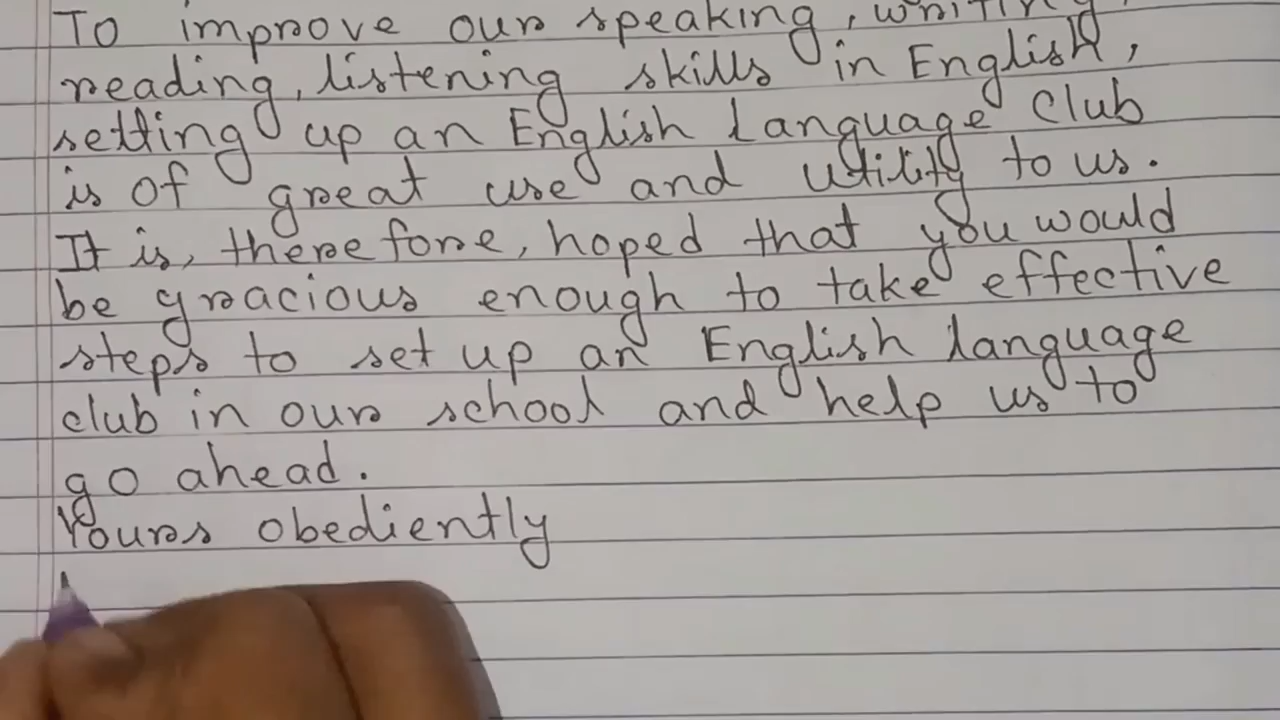 To improve our speaking, writing,
reading, listening skills in English,
setting up an English Language Club
is of great use and utility to us.
It is, therefore, hoped that you would
be gracious enough to take effective
steps to set up an English language
club in our school and help us to
go ahead.
Yours obediently